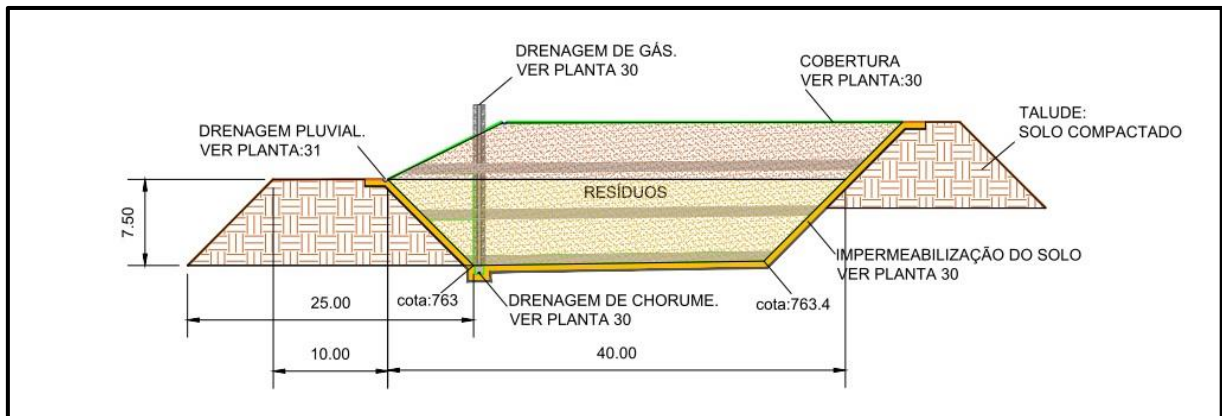 DRENAGEM DE GÁS.
VER PLANTA 30
COBERTURA
VER PLANTA:30
TALUDE:
SOLO COMPACTADO
DRENAGEM PLUVIAL.
VER PLANTA:31
RESÍDUOS
7.50
IMPERMEABILIZAÇÃO DO SOLO
VER PLANTA 30
cota:763
DRENAGEM DE CHORUME.
VER PLANTA 30
cota:763.4
25.00
10.00
40.00